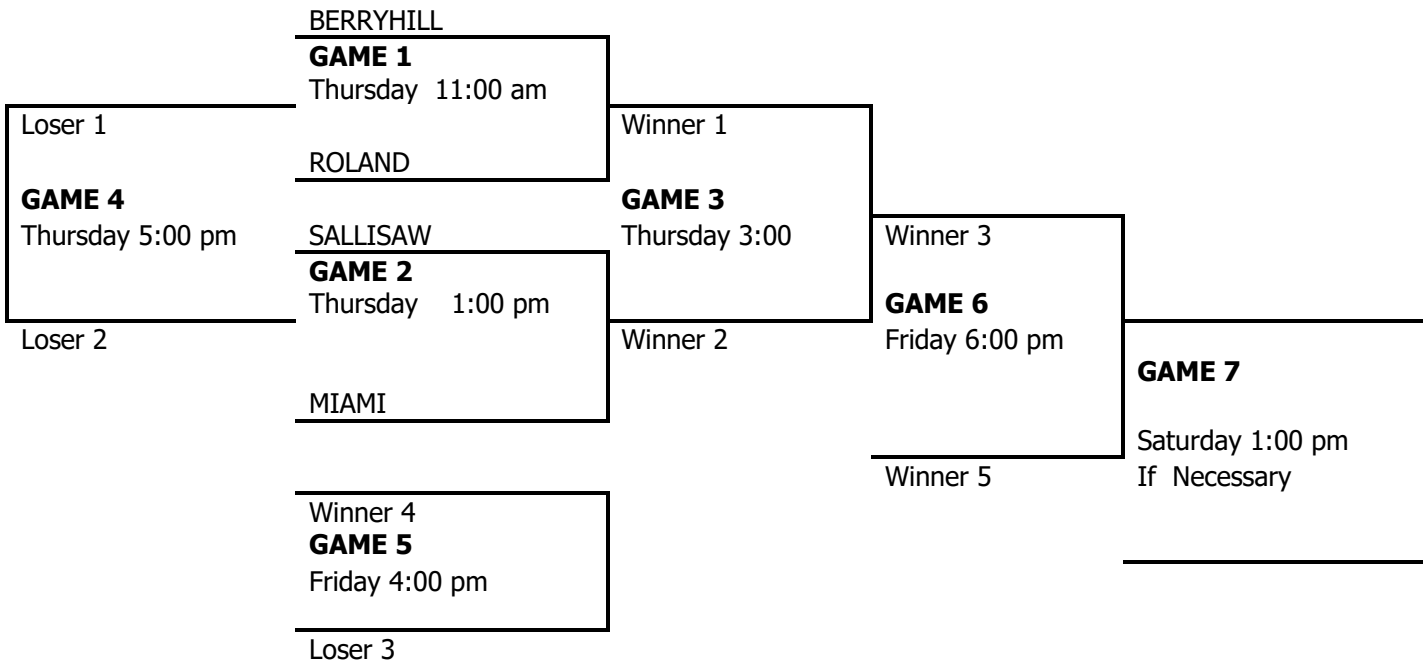 BERRYHILL
GAME 1
Thursday 11:00 am
Loser 1
Winner 1
ROLAND
GAME 4
GAME 3
Thursday 5:00 pm
SALLISAW
Thursday 3:00
Winner 3
GAME 2
Thursday 1:00 pm
GAME 6
Loser 2
Winner 2
Friday 6:00 pm
GAME 7
MIAMI
Saturday 1:00 pm
Winner 5
If Necessary
Winner 4
GAME 5
Friday 4:00 pm
Loser 3